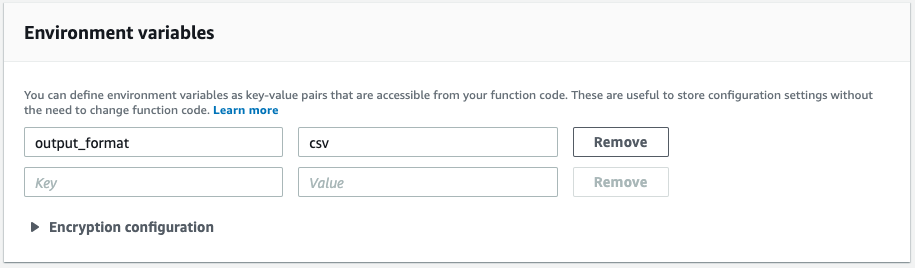 Environment variables
You can define environment variables as key-value pairs that are accessible from your function code. These are useful to store configuration settings without
the need to change function code. Learn more
output_format csv Remove
Key Value Remove
Encryption configuration